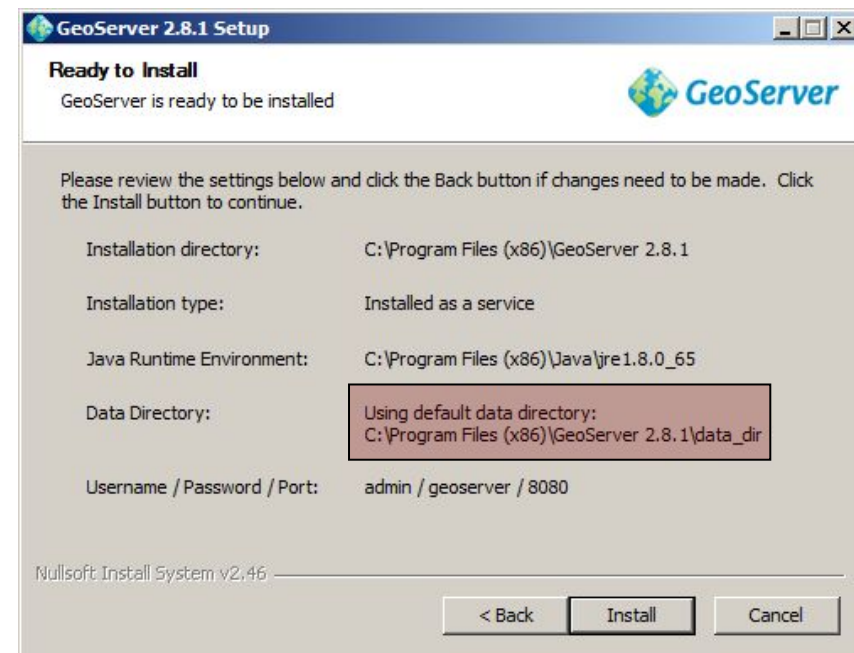 GeoServer 2.8.1 Setup
Ready to Install
GeoServer is ready to be installed
GeoServer
Please review the settings below and click the Back button if changes need to be made. Click
the Install button to continue.
Installation directory: C:\Program Files (x86)\GeoServer 2.8.1
Installation type: Installed as a service
Java Runtime Environment: C:\Program Files (x86)\Java\jre1.8.0_65
Data Directory: Using default data directory:
C:\Program Files (x86)\GeoServer 2.8.1\data_dir
Username / Password / Port: admin / geoserver / 8080
Nullsoft Install System v2.46
< Back Install Cancel